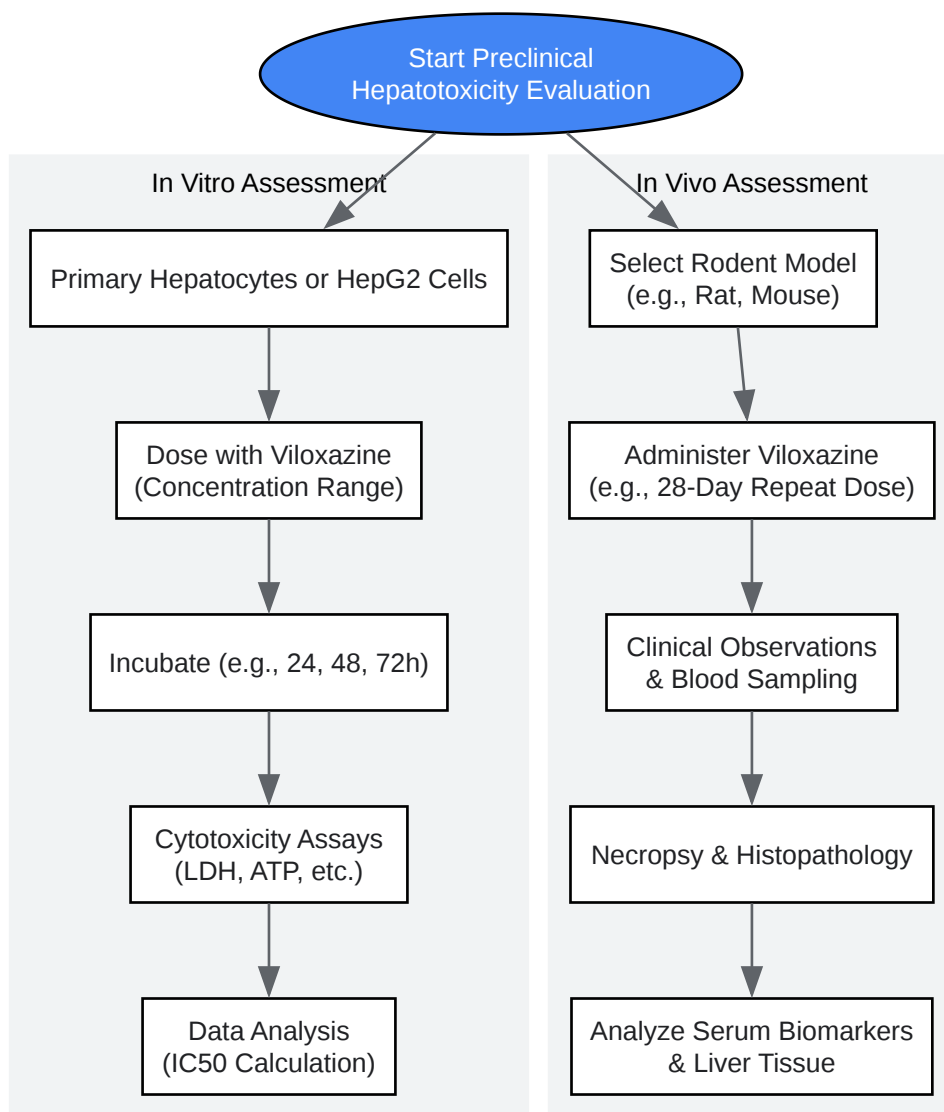 Start Preclinical
Hepatotoxicity Evaluation
In Vitro Assessment
Primary Hepatocytes or HepG2 Cells
Dose with Viloxazine
(Concentration Range)
Incubate (e.g., 24, 48, 72h)
Cytotoxicity Assays
(LDH, ATP, etc.)
Data Analysis
(IC50 Calculation)
In Vivo Assessment
Select Rodent Model
(e.g., Rat, Mouse)
Administer Viloxazine
(e.g., 28-Day Repeat Dose)
Clinical Observations
& Blood Sampling
Necropsy & Histopathology
Analyze Serum Biomarkers
& Liver Tissue